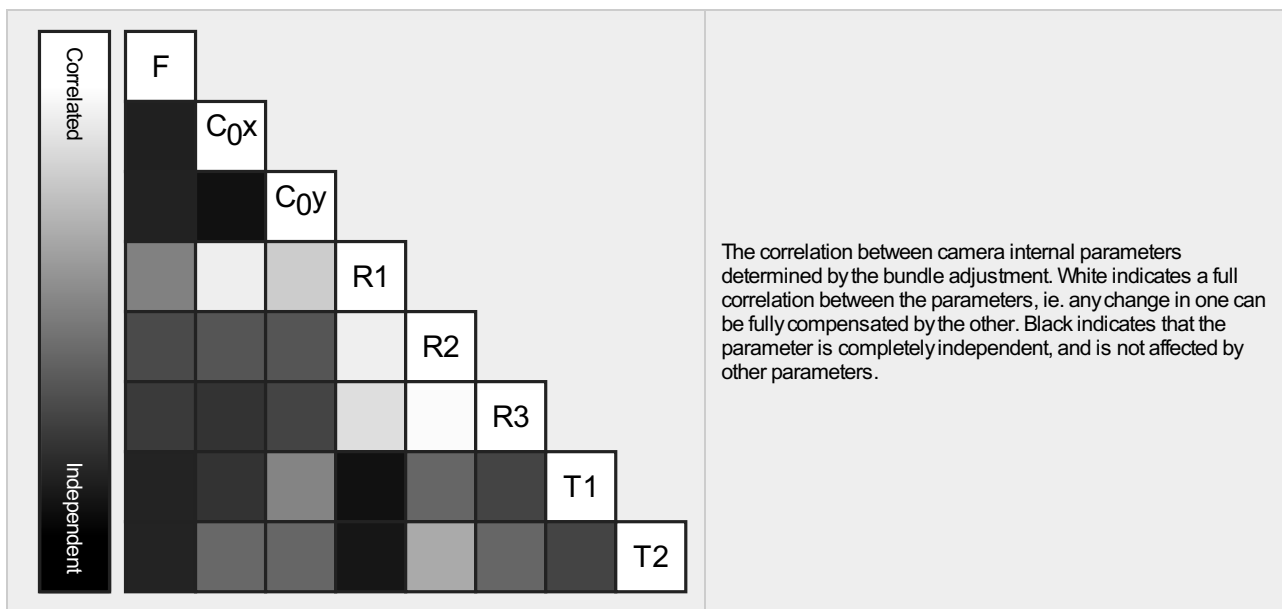 Correlated
Independent
F
C0x
C0y
R1
R2
R3
T1
T2
The correlation between camera internal parameters
determined by the bundle adjustment. White indicates a full
correlation between the parameters, ie. any change in one can
be fully compensated by the other. Black indicates that the
parameter is completely independent, and is not affected by
other parameters.